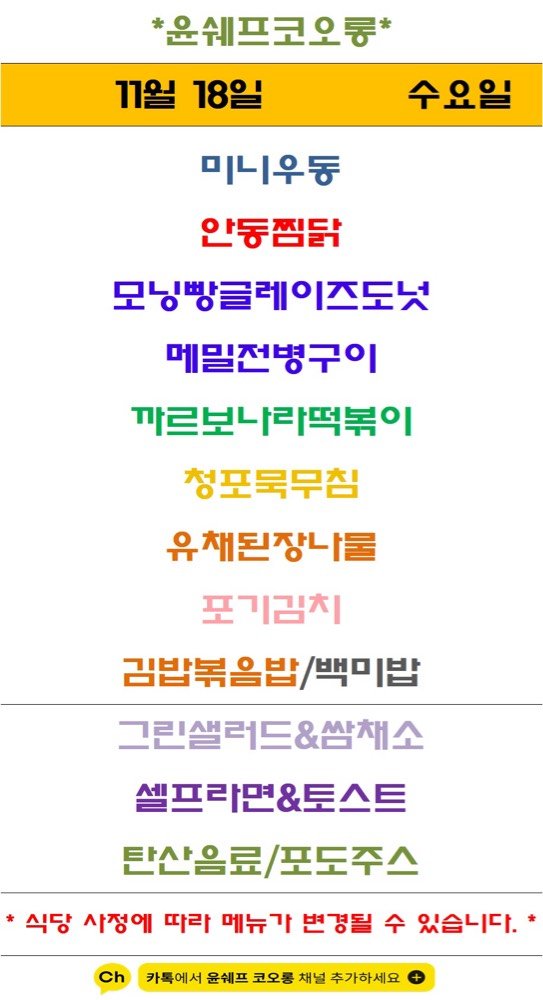 *윤쉐프코오롱*
11월 18일 수요일
미니우동
안동찜닭
모닝빵글레이즈도넛
메밀전병구이
까르보나라떡볶이
청포묵무침
유채된장나물
포기김치
김밥볶음밥/백미밥
그린샐러드&쌈채소
셀프라면&토스트
탄산음료/포도주스
* 식당 사정에 따라 메뉴가 변경될 수 있습니다. *
Ch 카톡에서 윤쉐프 코오롱 채널 추가하세요